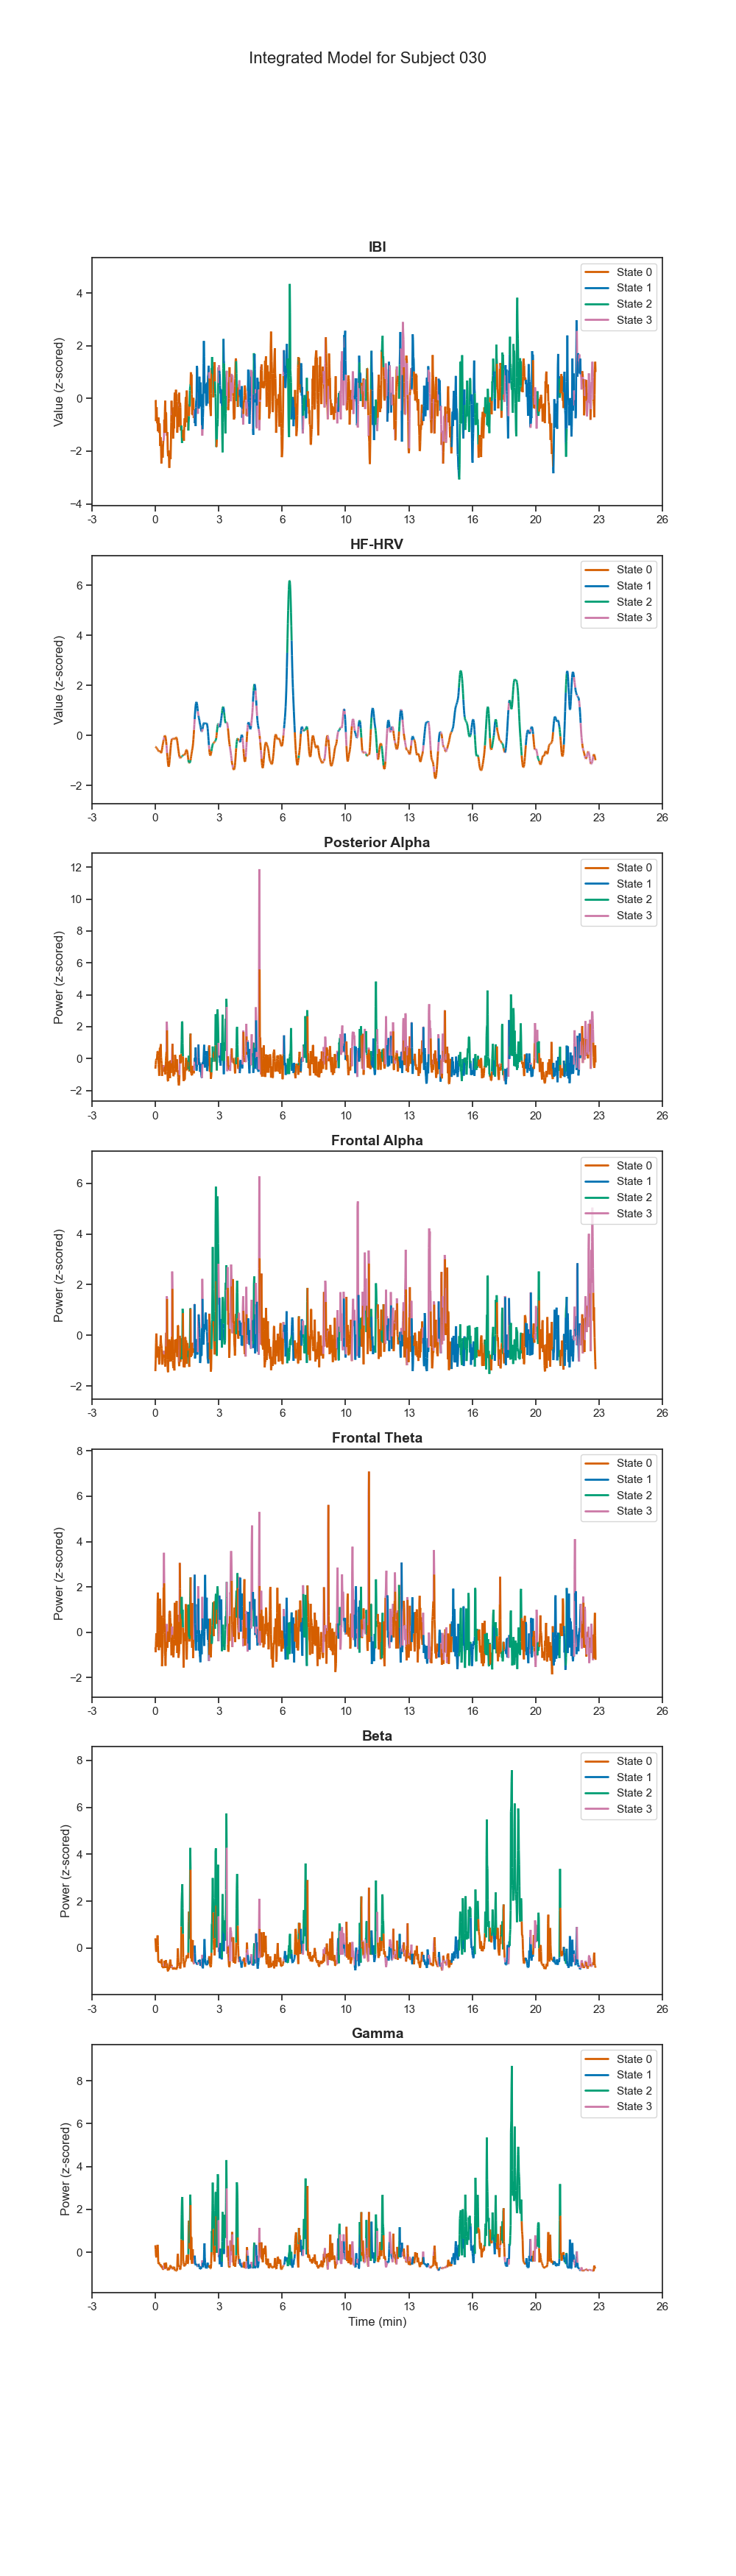 Integrated Model for Subject 030
IBI
Value (z-scored)
4
2
0
−2
−4
-3 0 3 6 10 13 16 20 23 26
State 0
State 1
State 2
State 3
HF-HRV
Value (z-scored)
6
4
2
0
−2
-3 0 3 6 10 13 16 20 23 26
State 0
State 1
State 2
State 3
Posterior Alpha
Power (z-scored)
12
10
8
6
4
2
0
−2
-3 0 3 6 10 13 16 20 23 26
State 0
State 1
State 2
State 3
Frontal Alpha
Power (z-scored)
6
4
2
0
−2
-3 0 3 6 10 13 16 20 23 26
State 0
State 1
State 2
State 3
Frontal Theta
Power (z-scored)
8
6
4
2
0
−2
-3 0 3 6 10 13 16 20 23 26
State 0
State 1
State 2
State 3
Beta
Power (z-scored)
8
6
4
2
0
-3 0 3 6 10 13 16 20 23 26
State 0
State 1
State 2
State 3
Gamma
Power (z-scored)
8
6
4
2
0
-3 0 3 6 10 13 16 20 23 26
State 0
State 1
State 2
State 3
Time (min)